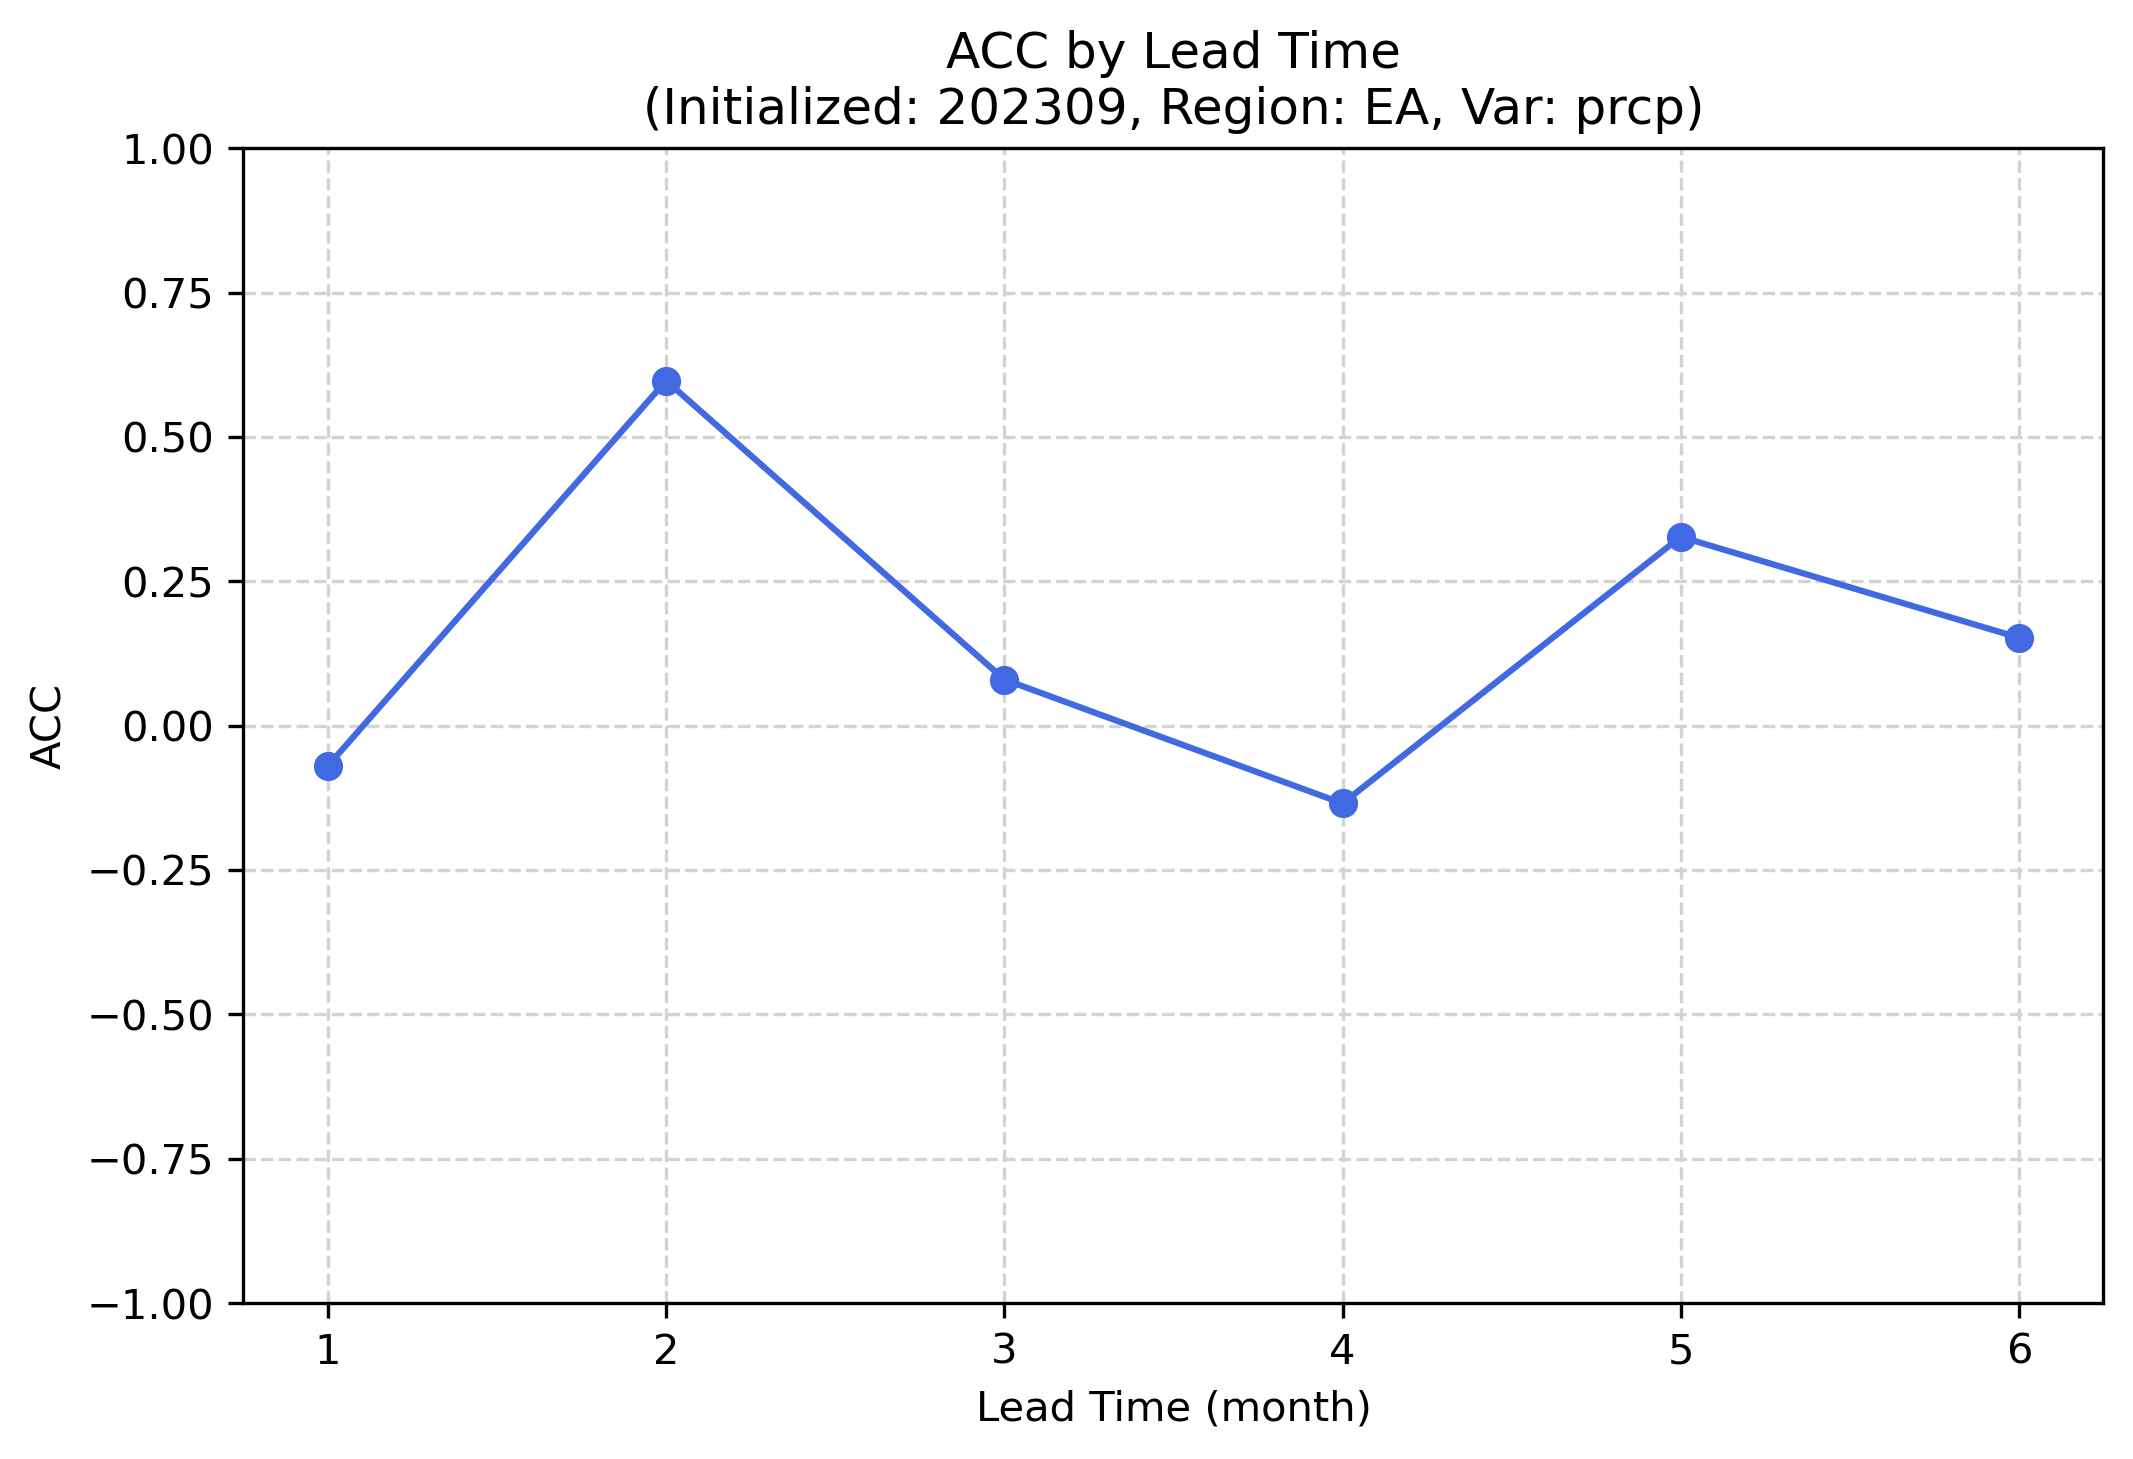 ACC by Lead Time
(Initialized: 202309, Region: EA, Var: prcp)
1.00
0.75
0.50
0.25
0.00
−0.25
−0.50
−0.75
−1.00
ACC
1 2 3 4 5 6
Lead Time (month)